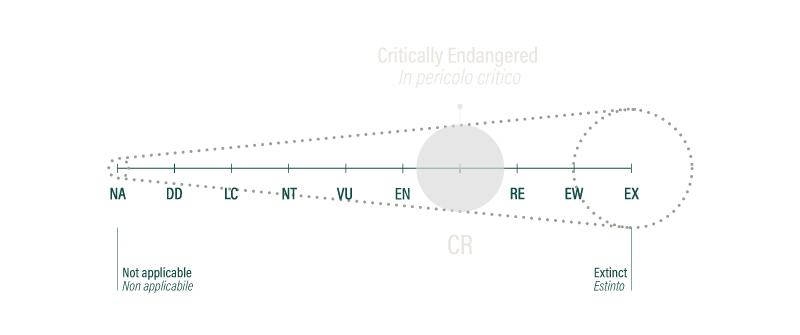 Critically Endangered
In pericolo critico
NA DD LC NT VU EN RE EW EX
CR
Not applicable
Non applicabile
Extinct
Estinto